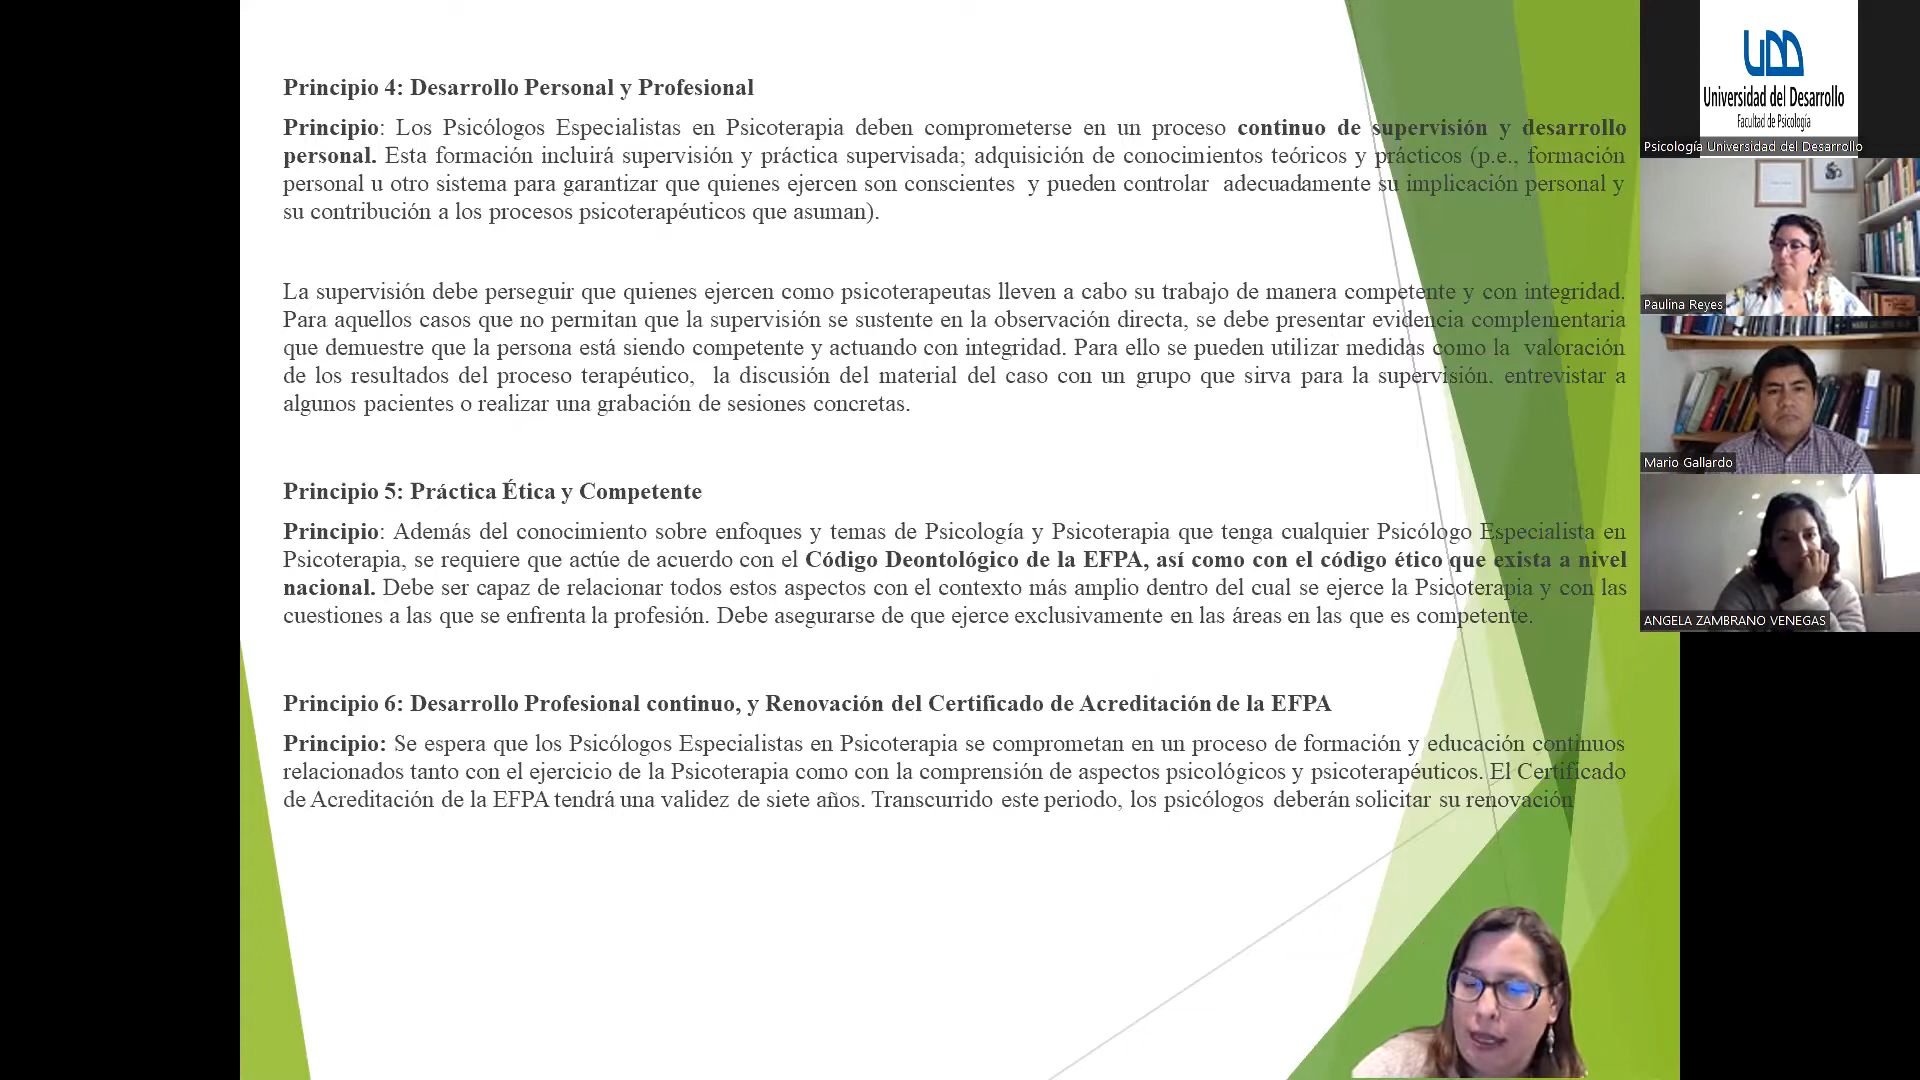 Principio 4: Desarrollo Personal y Profesional
Principio: Los Psicólogos Especialistas en Psicoterapia deben comprometerse en un proceso continuo de supervisión y desarrollo
personal. Esta formación incluirá supervisión y práctica supervisada; adquisición de conocimientos teóricos y prácticos (p.e., formación
personal u otro sistema para garantizar que quienes ejercen son conscientes y pueden controlar adecuadamente su implicación personal y
su contribución a los procesos psicoterapéuticos que asuman).
La supervisión debe perseguir que quienes ejercen como psicoterapeutas lleven a cabo su trabajo de manera competente y con integridad.
Para aquellos casos que no permitan que la supervisión se sustente en la observación directa, se debe presentar evidencia complementaria
que demuestre que la persona está siendo competente y actuando con integridad. Para ello se pueden utilizar medidas como la valoración
de los resultados del proceso terapéutico, la discusión del material del caso con un grupo que sirva para la supervisión. entrevistar a
algunos pacientes o realizar una grabación de sesiones concretas.
Principio 5: Práctica Ética y Competente
Principio: Además del conocimiento sobre enfoques y temas de Psicología y Psicoterapia que tenga cualquier Psicólogo Especialista en
Psicoterapia, se requiere que actúe de acuerdo con el Código Deontológico de la EFPA, así como con el código ético que exista a nivel
nacional. Debe ser capaz de relacionar todos estos aspectos con el contexto más amplio dentro del cual se ejerce la Psicoterapia y con las
cuestiones a las que se enfrenta la profesión. Debe asegurarse de que ejerce exclusivamente en las áreas en las que es competente.
Principio 6: Desarrollo Profesional continuo, y Renovación del Certificado de Acreditación de la EFPA
Principio: Se espera que los Psicólogos Especialistas en Psicoterapia se comprometan en un proceso de formación y educación continuos
relacionados tanto con el ejercicio de la Psicoterapia como con la comprensión de aspectos psicológicos y psicoterapéuticos. El Certificado
de Acreditación de la EFPA tendrá una validez de siete años. Transcurrido este periodo, los psicólogos deberán solicitar su renovación
Universidad del Desarrollo
Facultad de Psicología
Psicología Universidad del Desarrollo
Paulina Reyes
Mario Gallardo
ANGELA ZAMBRANO VENEGAS